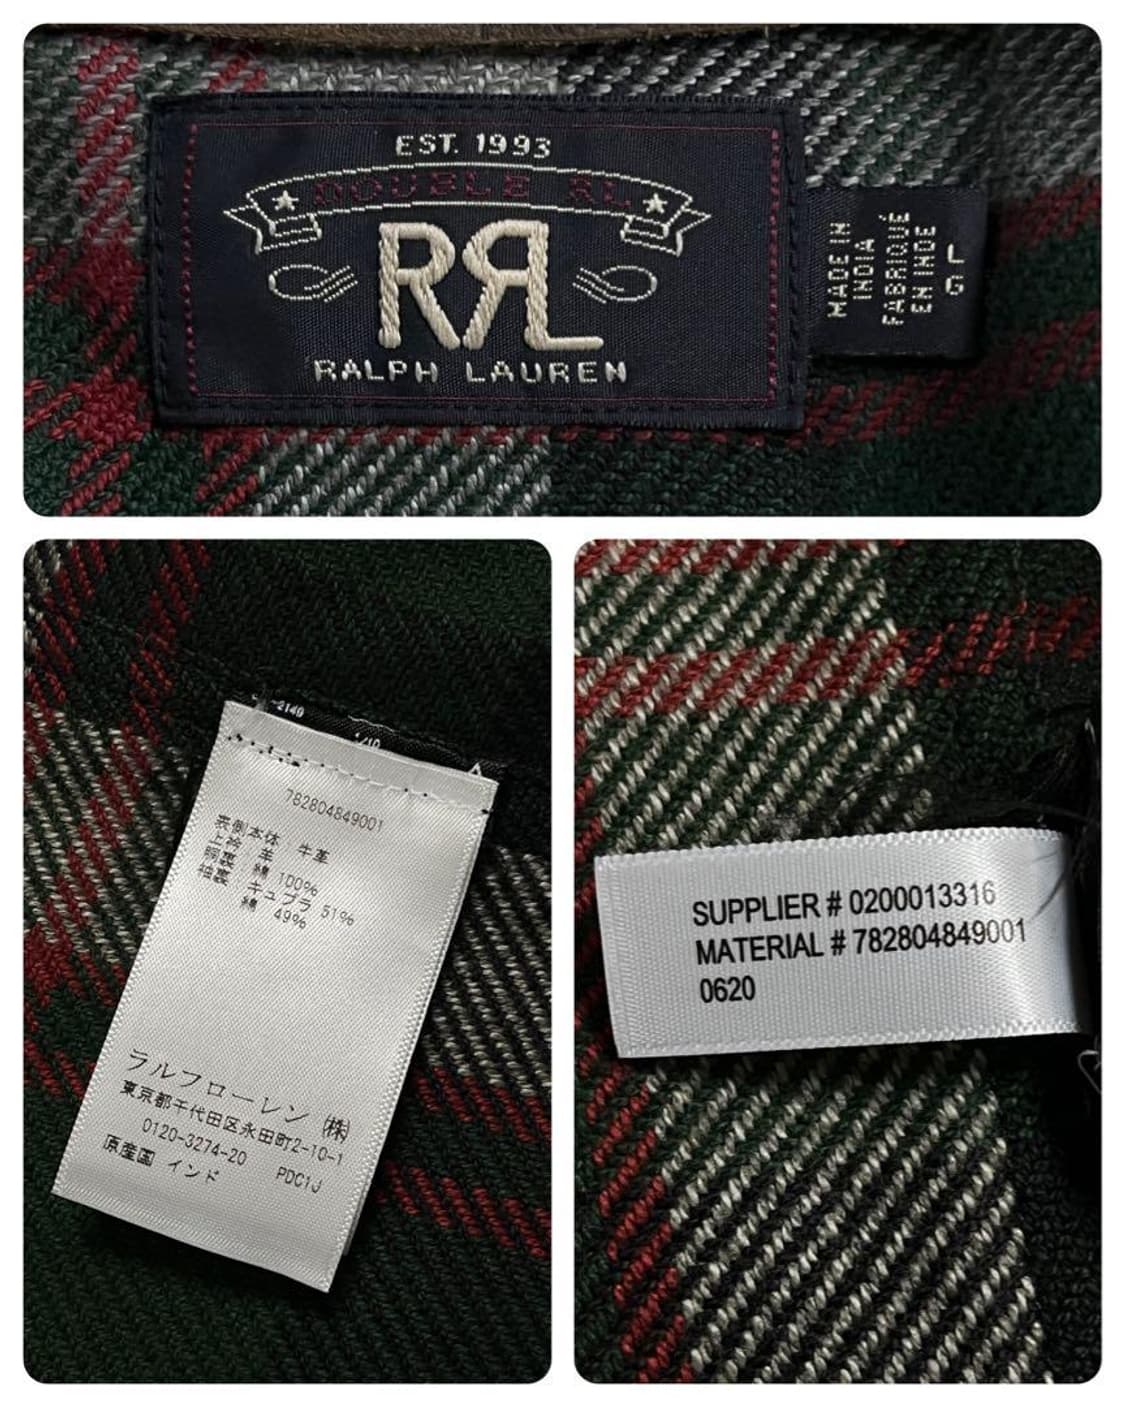 EST. 1993
DOUBLE RL
RRL
RALPH LAUREN
MADE IN
INDIA
FABRIQUÉ
EN INDE
782804849001
表側本体 牛革
上衿 羊
胴裏 綿 100%
袖裏 キュプラ 51%
綿 49%
ラルフローレン ㈱
東京都千代田区永田町2-10-1
0120-3274-20
原産国 インド PDC1J
SUPPLIER # 0200013316
MATERIAL # 782804849001
0620